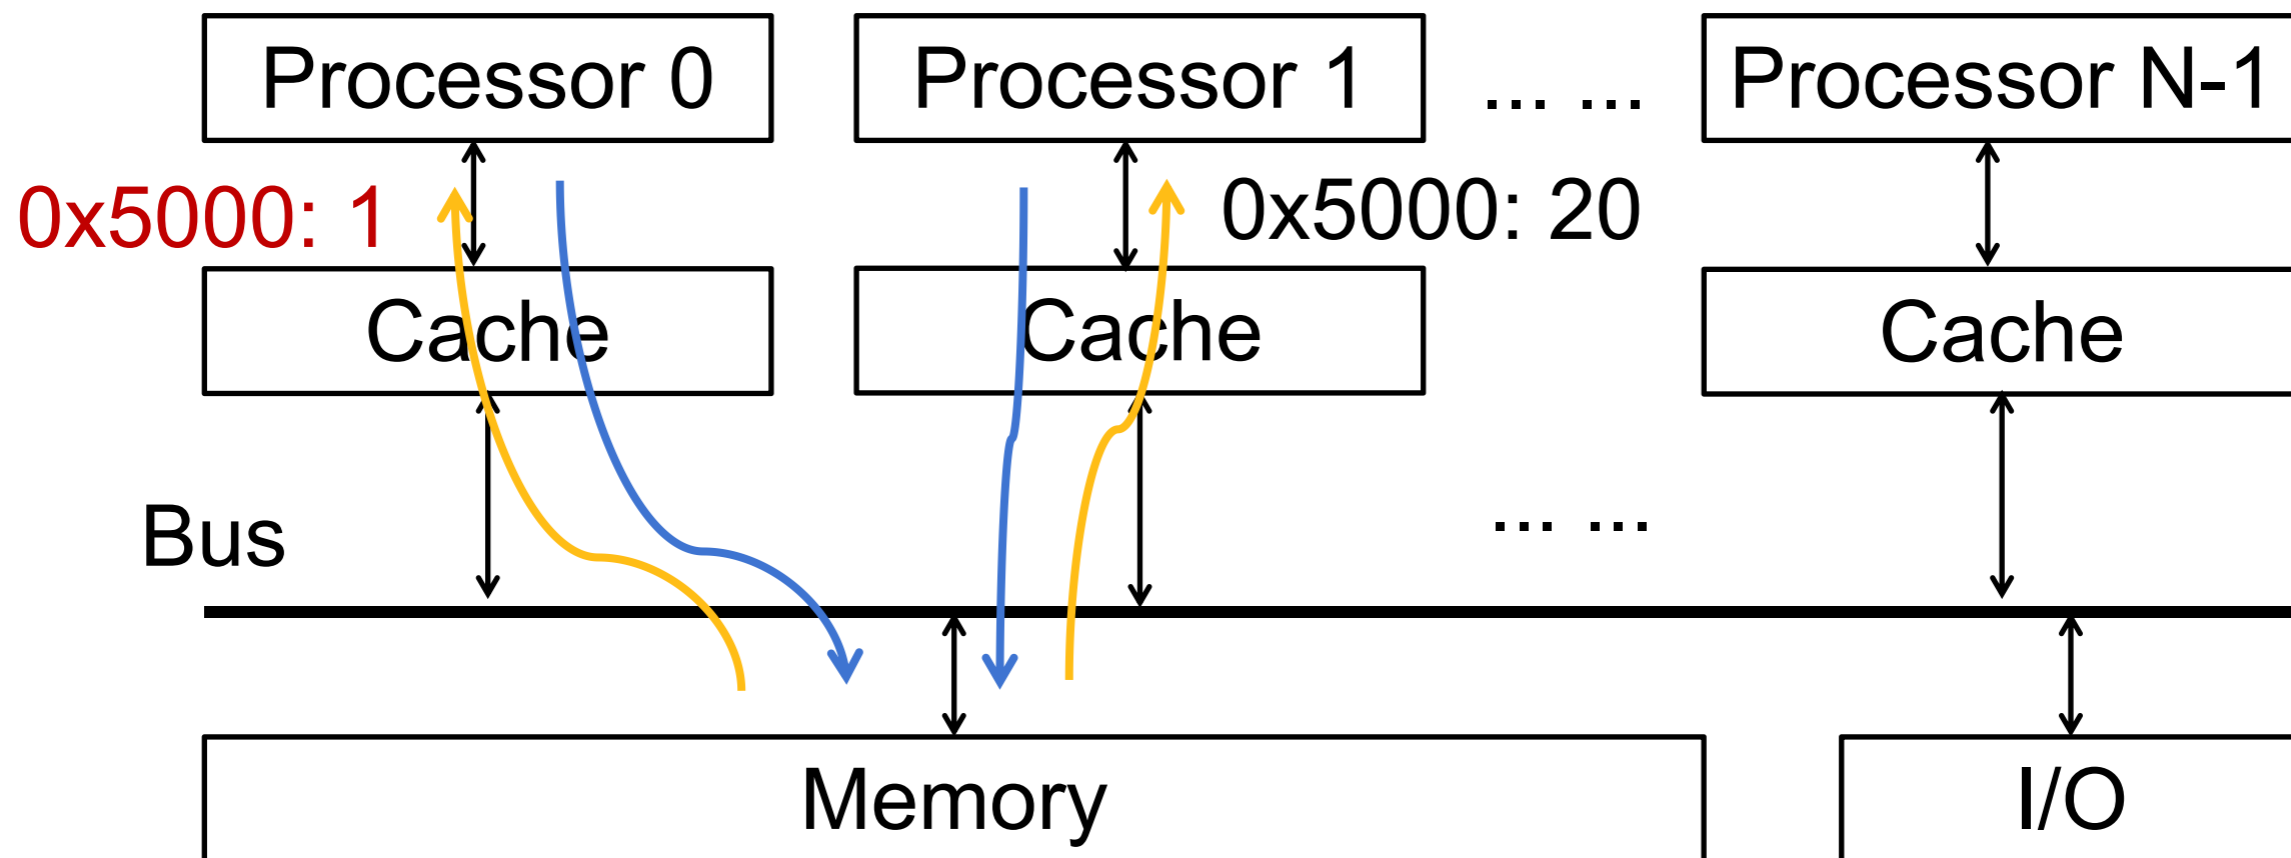 Processor 0
Processor 1
... ...
Processor N-1
0x5000: 1
0x5000: 20
Cache
Cache
Cache
Bus
... ...
Memory
I/O